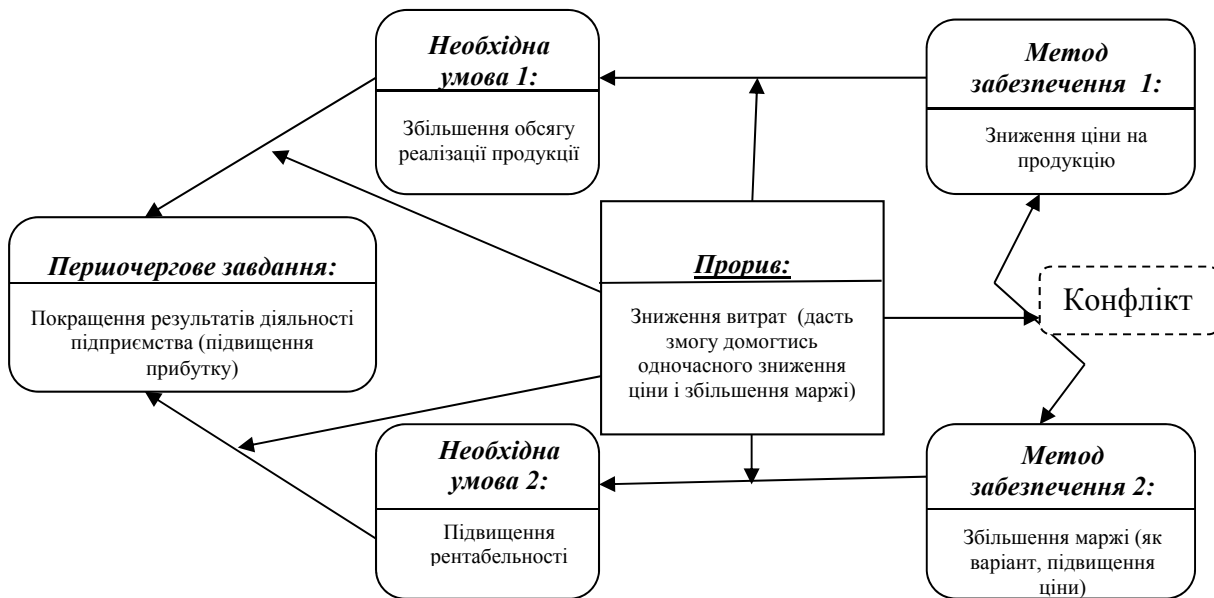 Необхідна
умова 1:
Збільшення обсягу
реалізації продукції
Метод
забезпечення 1:
Зниження ціни на
продукцію
Першочергове завдання:
Покращення результатів діяльності
підприємства (підвищення
прибутку)
Прорив:
Зниження витрат (дасть
змогу домогтись
одночасного зниження
ціни і збільшення маржі)
Конфлікт
Необхідна
умова 2:
Підвищення
рентабельності
Метод
забезпечення 2:
Збільшення маржі (як
варіант, підвищення
ціни)